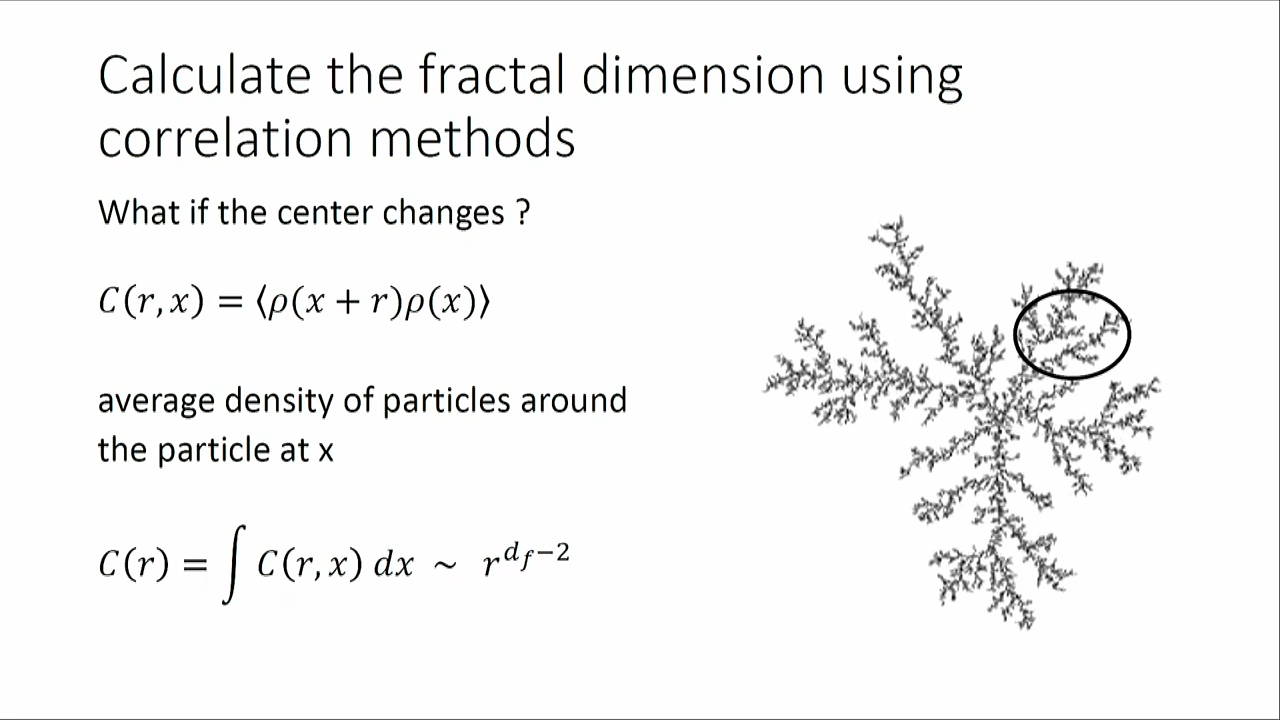 Calculate the fractal dimension using
correlation methods
What if the center changes ?
C(r, x) = ⟨ρ(x + r)ρ(x)⟩
average density of particles around
the particle at x
C(r) = ∫ C(r, x) dx ~ r^{d_f−2}